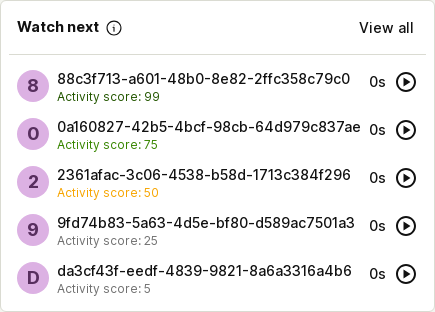 Watch next
View all
8
88c3f713-a601-48b0-8e82-2ffc358c79c0
0s
Activity score: 99
0
0a160827-42b5-4bcf-98cb-64d979c837ae
0s
Activity score: 75
2
2361afac-3c06-4538-b58d-1713c384f296
0s
Activity score: 50
9
9fd74b83-5a63-4d5e-bf80-d589ac7501a3
0s
Activity score: 25
D
da3cf43f-eedf-4839-9821-8a6a3316a4b6
0s
Activity score: 5